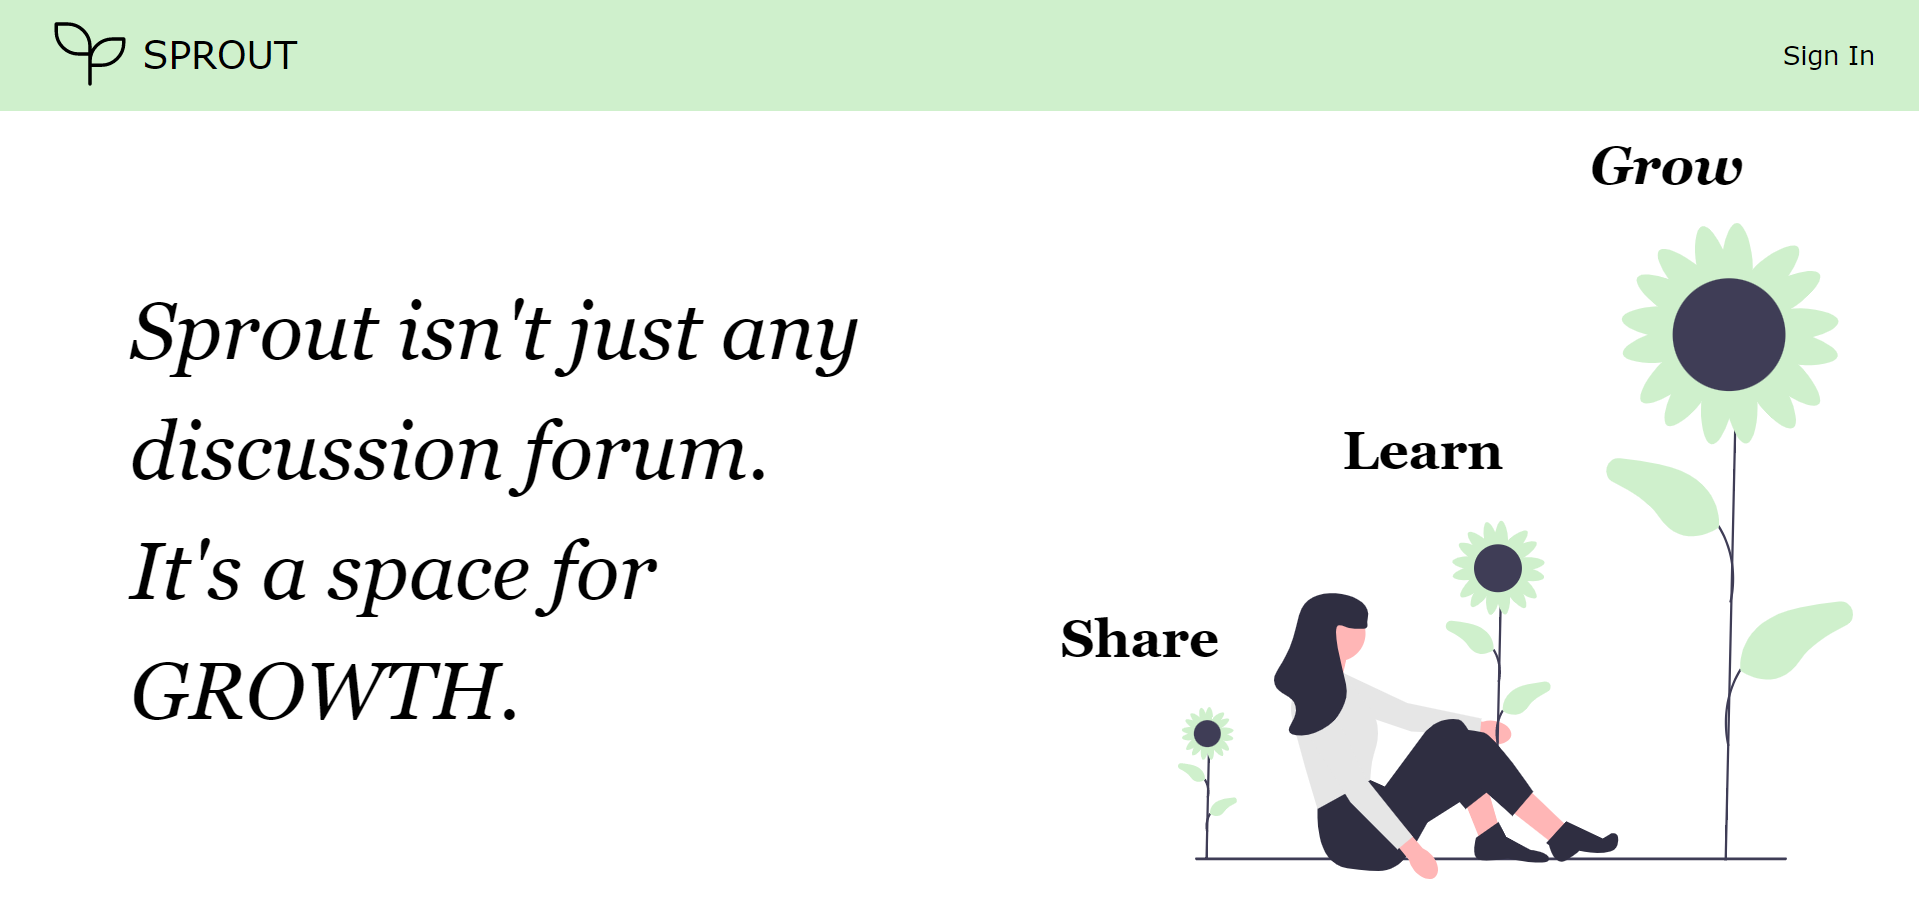 SPROUT
Sign In
Sprout isn't just any
discussion forum.
It's a space for
GROWTH.
Grow
Learn
Share